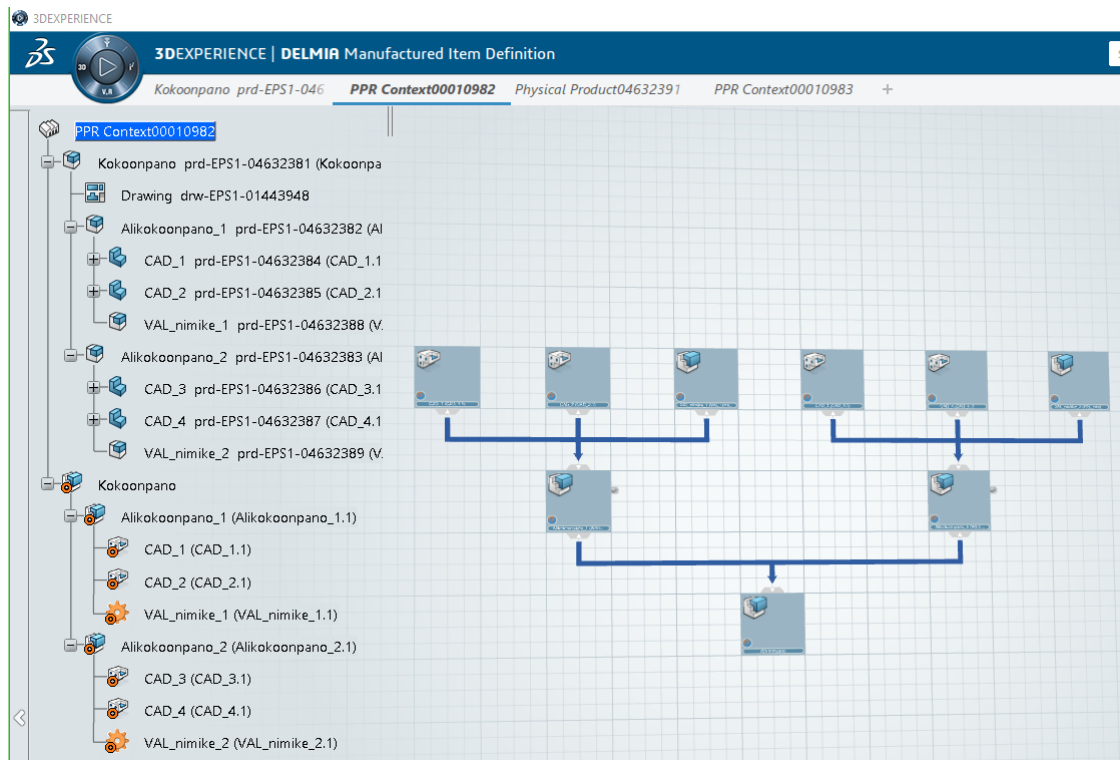 3DEXPERIENCE
3DEXPERIENCE | DELMIA Manufactured Item Definition
Kokoonpano prd-EPS1-046 PPR Context00010982 Physical Product04632391 PPR Context00010983 +
3D V.R
PPR Context00010982
Kokoonpano prd-EPS1-04632381 (Kokoonpa
Drawing drw-EPS1-01443948
Alikokoonpano_1 prd-EPS1-04632382 (Al
CAD_1 prd-EPS1-04632384 (CAD_1.1
CAD_2 prd-EPS1-04632385 (CAD_2.1
VAL_nimike_1 prd-EPS1-04632388 (V.
Alikokoonpano_2 prd-EPS1-04632383 (Al
CAD_3 prd-EPS1-04632386 (CAD_3.1
CAD_4 prd-EPS1-04632387 (CAD_4.1
VAL_nimike_2 prd-EPS1-04632389 (V.
Kokoonpano
Alikokoonpano_1 (Alikokoonpano_1.1)
CAD_1 (CAD_1.1)
CAD_2 (CAD_2.1)
VAL_nimike_1 (VAL_nimike_1.1)
Alikokoonpano_2 (Alikokoonpano_2.1)
CAD_3 (CAD_3.1)
CAD_4 (CAD_4.1)
VAL_nimike_2 (VAL_nimike_2.1)